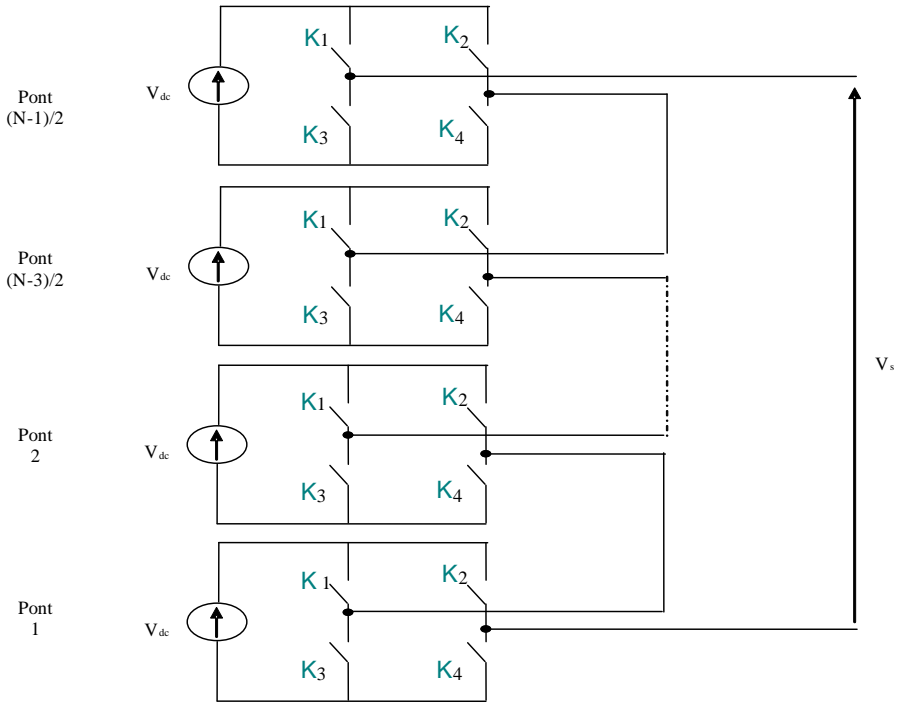 K1
K2
Pont
(N-1)/2
Vdc
K3
K4
K1
K2
Pont
(N-3)/2
Vdc
K3
K4
Vs
K1
K2
Pont
2
Vdc
K3
K4
K 1
K2
Pont
1
Vdc
K3
K4